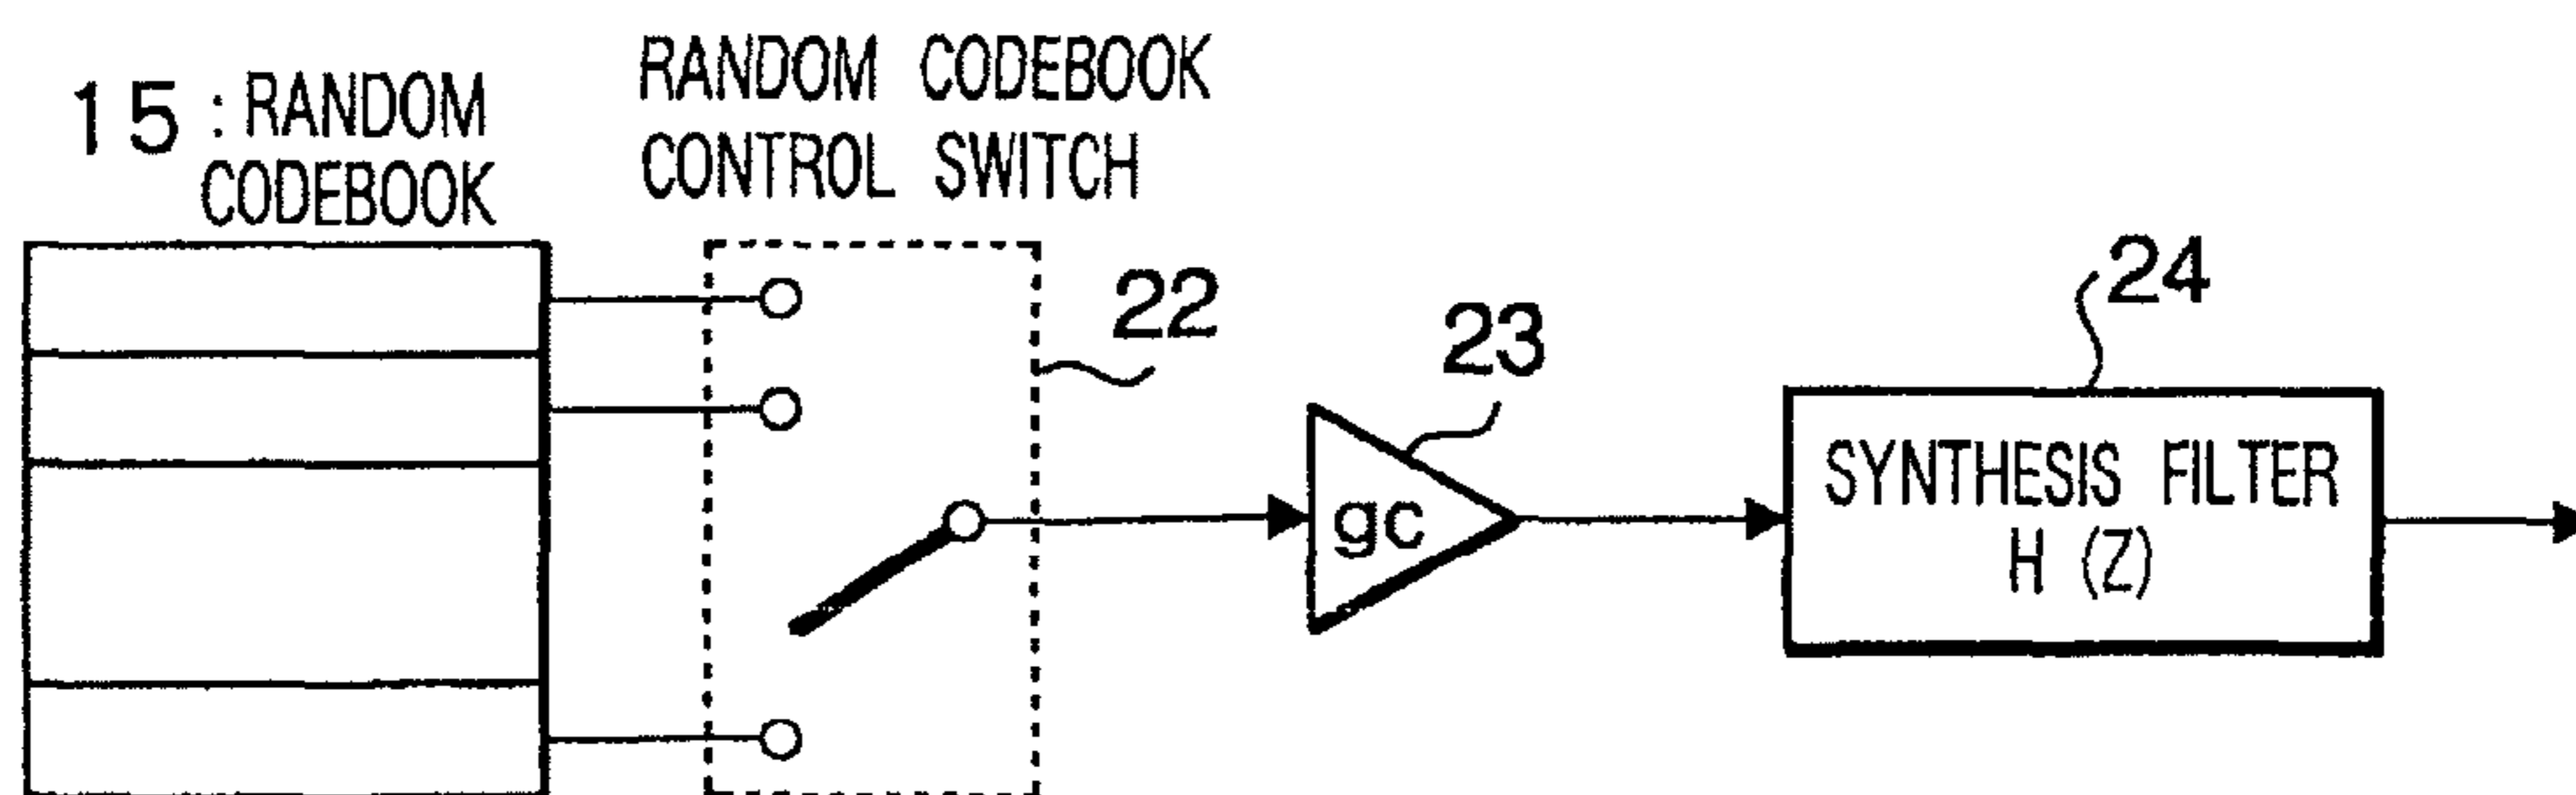 15 : RANDOM
CODEBOOK
RANDOM CODEBOOK
CONTROL SWITCH
22
23
24
gc
SYNTHESIS FILTER
H (Z)